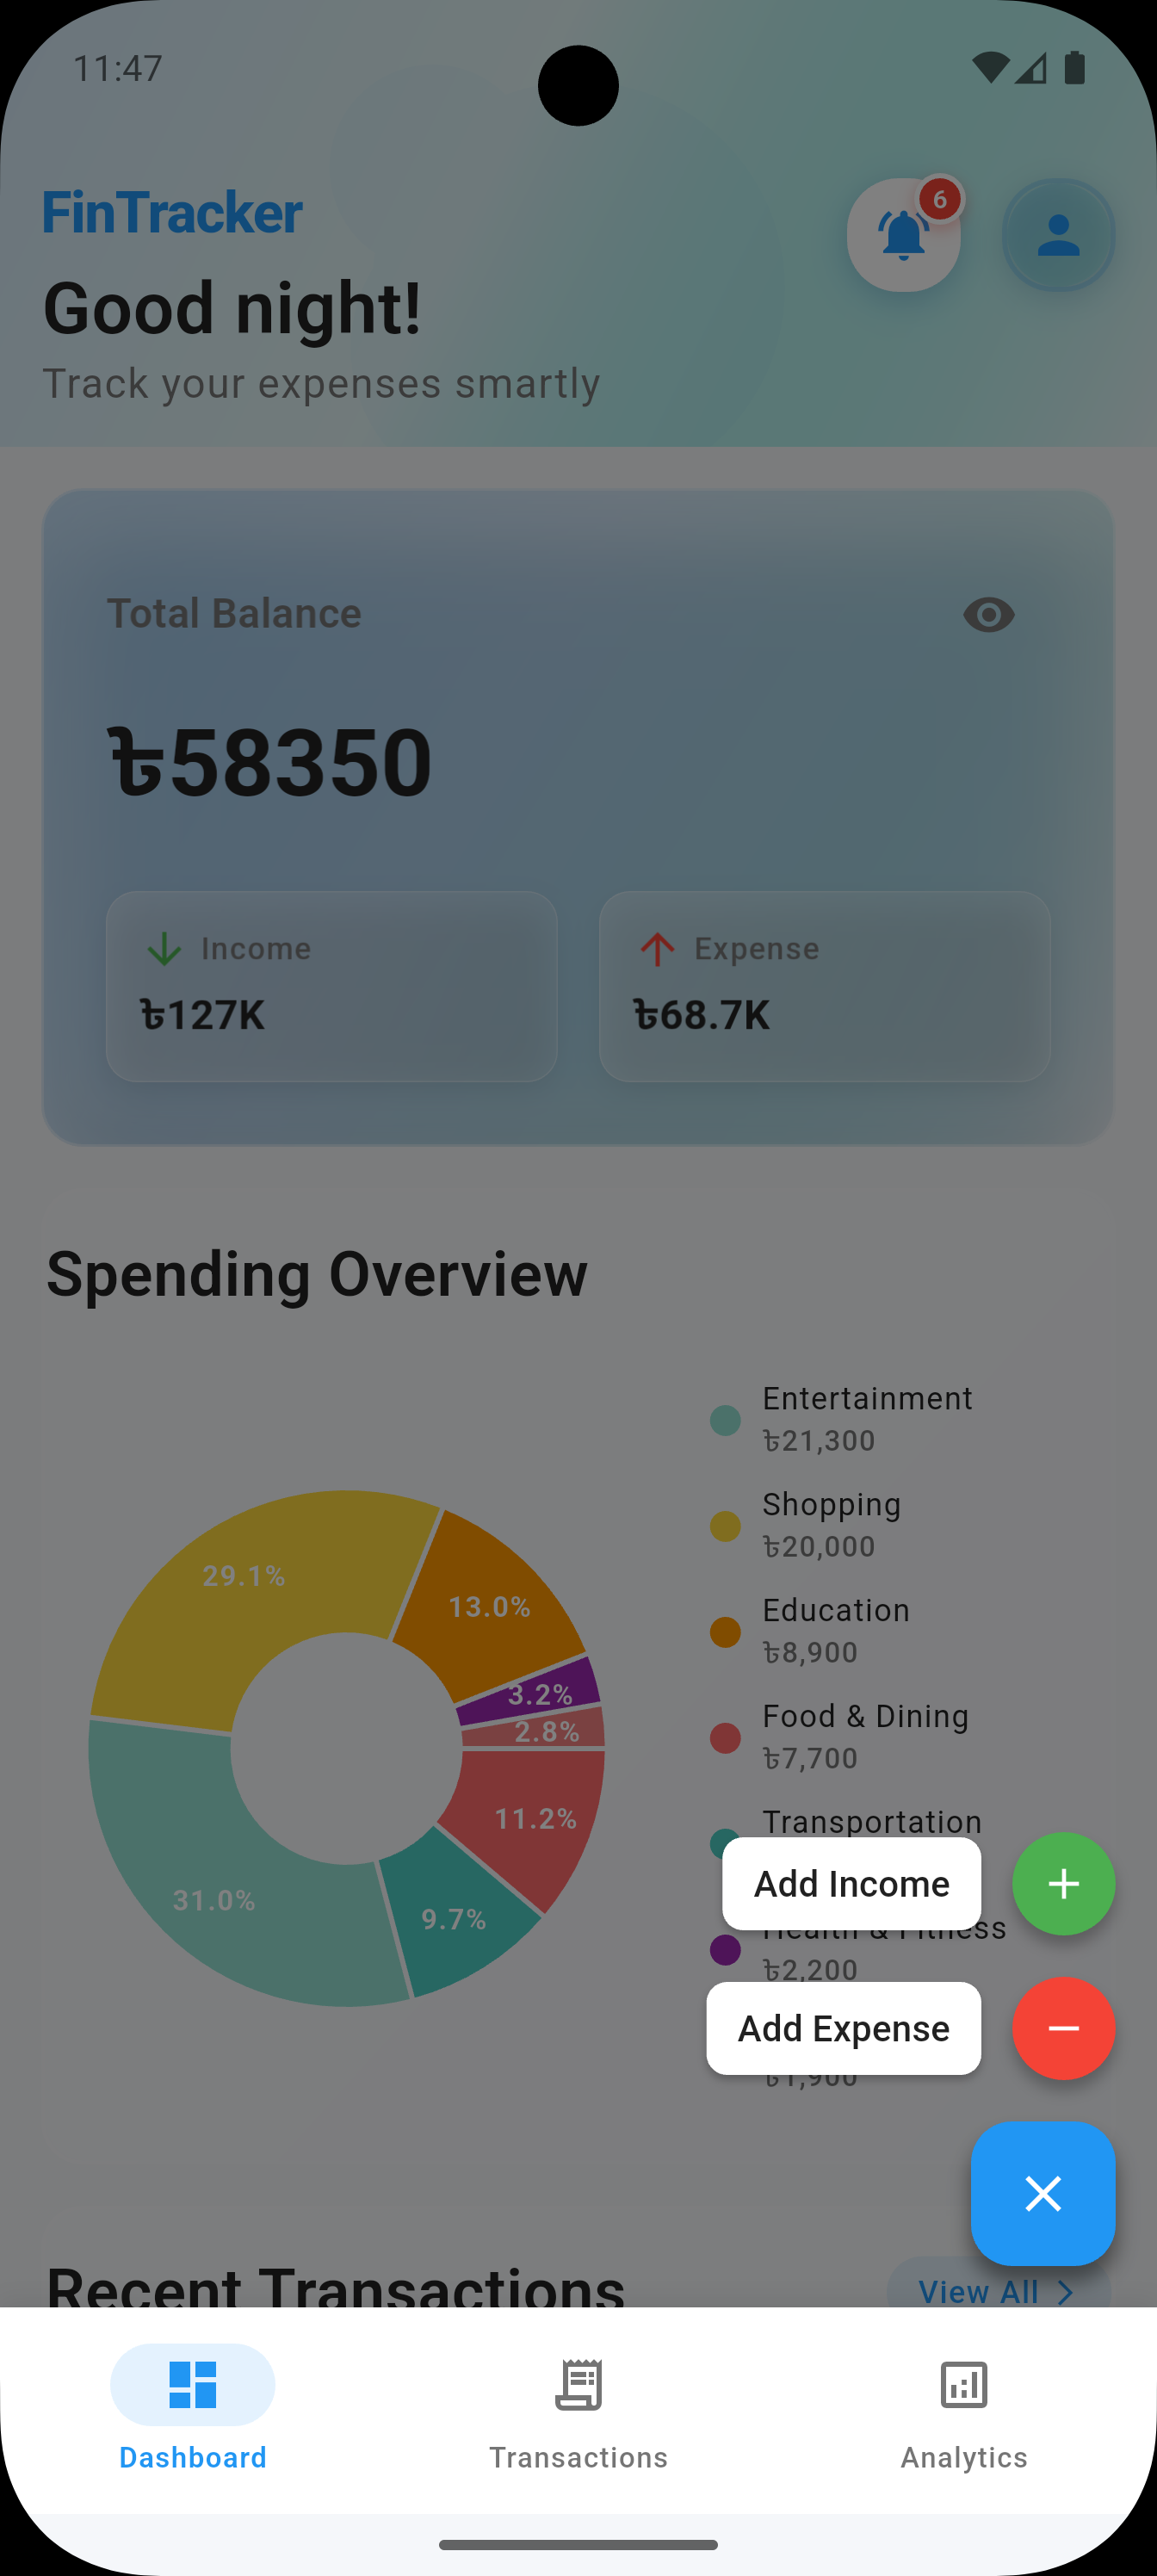 11:47
FinTracker
6
Good night!
Track your expenses smartly
Total Balance
৳58350
Income
৳127K
Expense
৳68.7K
Spending Overview
29.1%
13.0%
3.2%
2.8%
11.2%
31.0%
9.7%
Entertainment
৳21,300
Shopping
৳20,000
Education
৳8,900
Food & Dining
৳7,700
Transportation
Add Income
Health & Fitness
৳2,200
Add Expense
৳1,900
Recent Transactions
View All
Dashboard
Transactions
Analytics